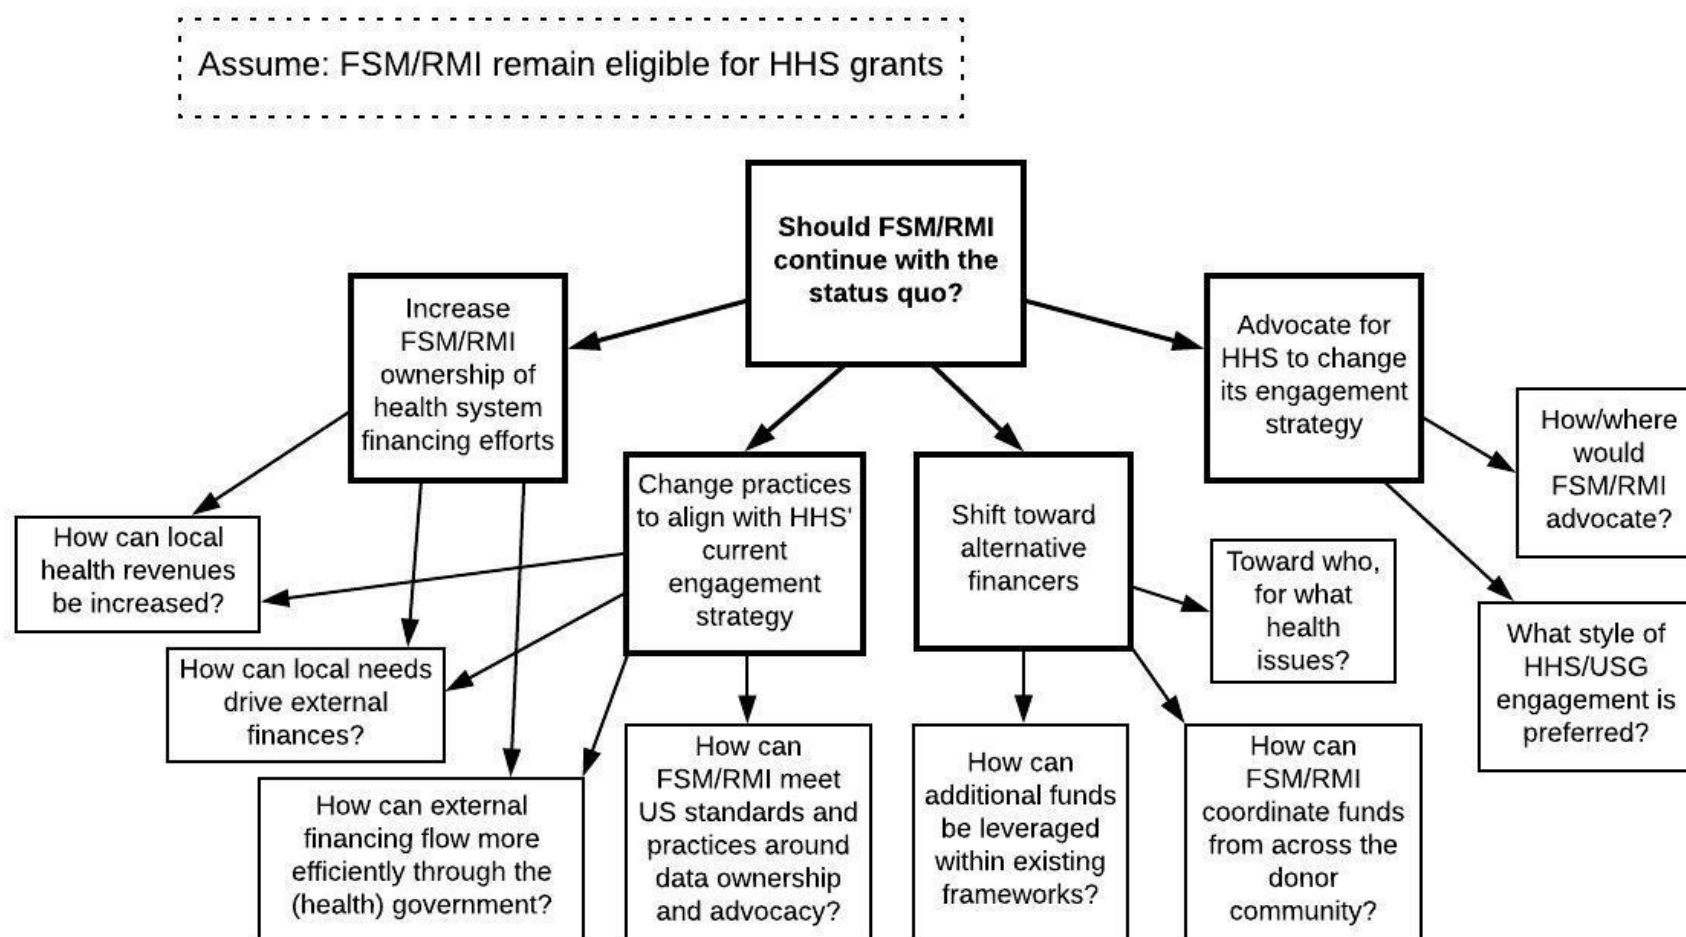 Assume: FSM/RMI remain eligible for HHS grants
Should FSM/RMI
continue with the
status quo?
Increase
FSM/RMI
ownership of
health system
financing efforts
Change practices
to align with HHS'
current
engagement
strategy
Shift toward
alternative
financers
Advocate for
HHS to change
its engagement
strategy
How/where
would
FSM/RMI
advocate?
How can local
health revenues
be increased?
How can local needs
drive external
finances?
How can external
financing flow more
efficiently through the
(health) government?
How can
FSM/RMI meet
US standards and
practices around
data ownership
and advocacy?
How can
additional funds
be leveraged
within existing
frameworks?
How can
FSM/RMI
coordinate funds
from across the
donor
community?
Toward who,
for what
health
issues?
What style of
HHS/USG
engagement is
preferred?